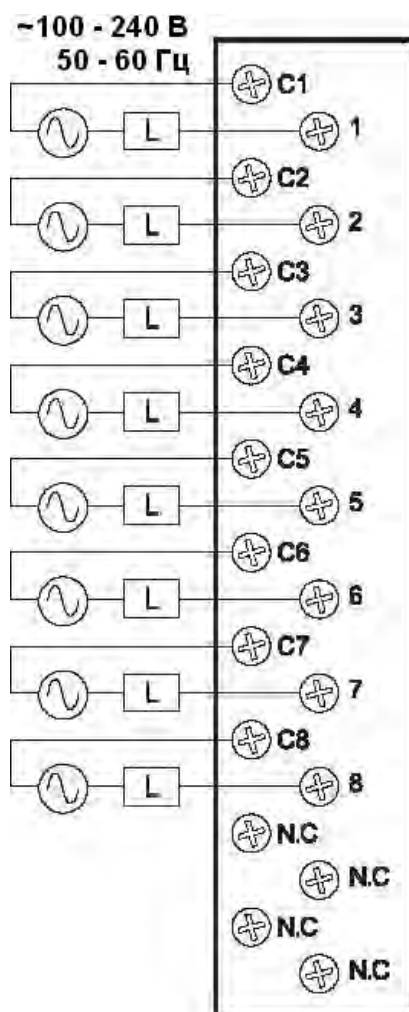 ~100 - 240 В
50 - 60 Гц
C1
L 1
C2
L 2
C3
L 3
C4
L 4
C5
L 5
C6
L 6
C7
L 7
C8
L 8
N.C
N.C
N.C
N.C